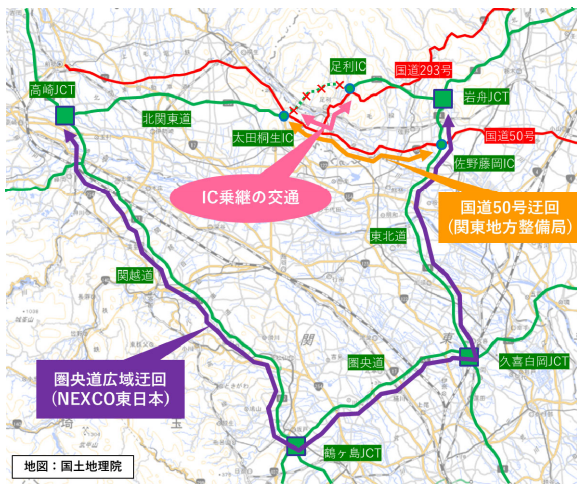 足利IC
国道293号
高崎JCT
岩舟JCT
北関東道
太田桐生IC
国道50号
佐野藤岡IC
IC乗継の交通
国道50号迂回
(関東地方整備局)
東北道
関越道
関
東
圏央道
久喜白岡JCT
圏央道広域迂回
(NEXCO東日本)
埼
玉
鶴ヶ島JCT
地図：国土地理院